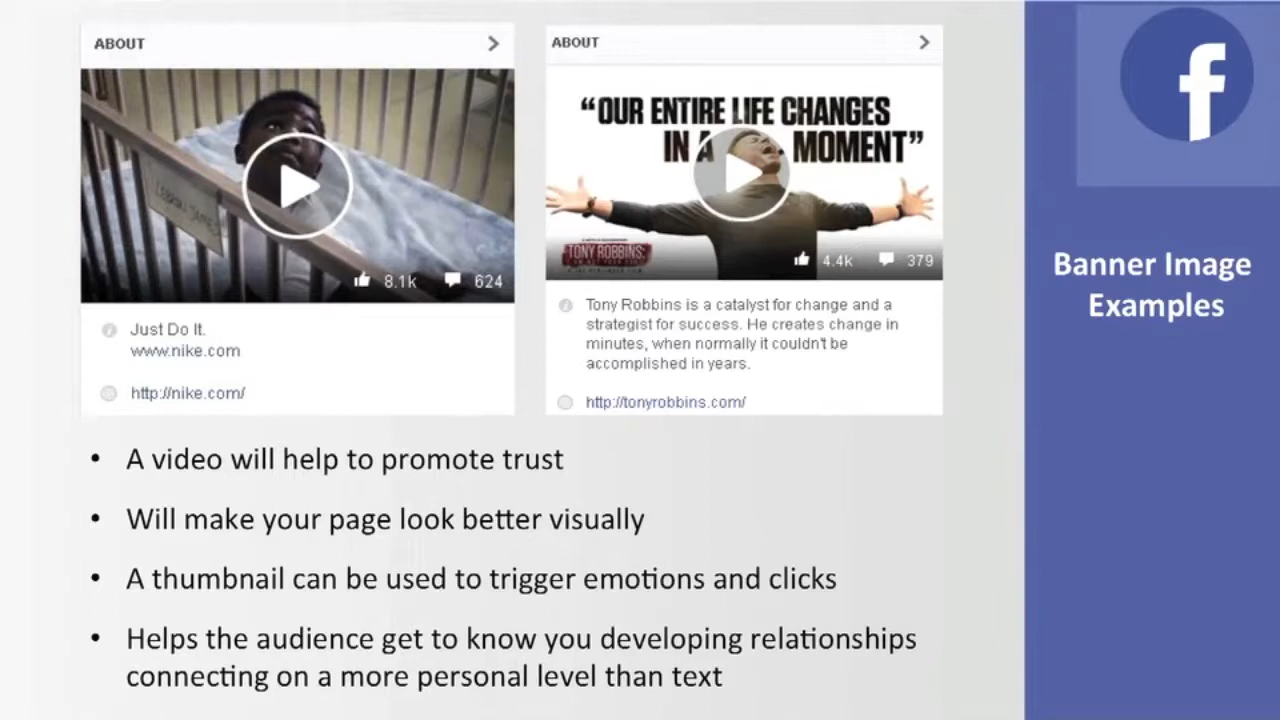 ABOUT
LEBRON JAMES
8.1k 624
Just Do It.
www.nike.com
http://nike.com/
ABOUT
“OUR ENTIRE LIFE CHANGES
IN A MOMENT”
TONY ROBBINS:
4.4k 379
Tony Robbins is a catalyst for change and a
strategist for success. He creates change in
minutes, when normally it couldn't be
accomplished in years.
http://tonyrobbins.com/
f
Banner Image
Examples
• A video will help to promote trust
• Will make your page look better visually
• A thumbnail can be used to trigger emotions and clicks
• Helps the audience get to know you developing relationships
connecting on a more personal level than text